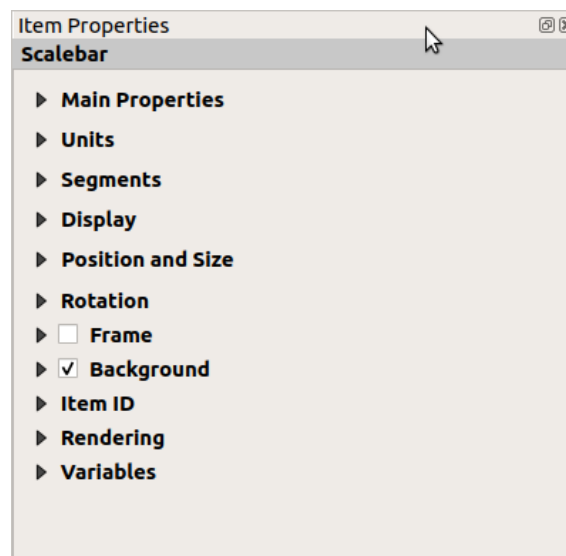 Item Properties
Scalebar
Main Properties
Units
Segments
Display
Position and Size
Rotation
Frame
Background
Item ID
Rendering
Variables